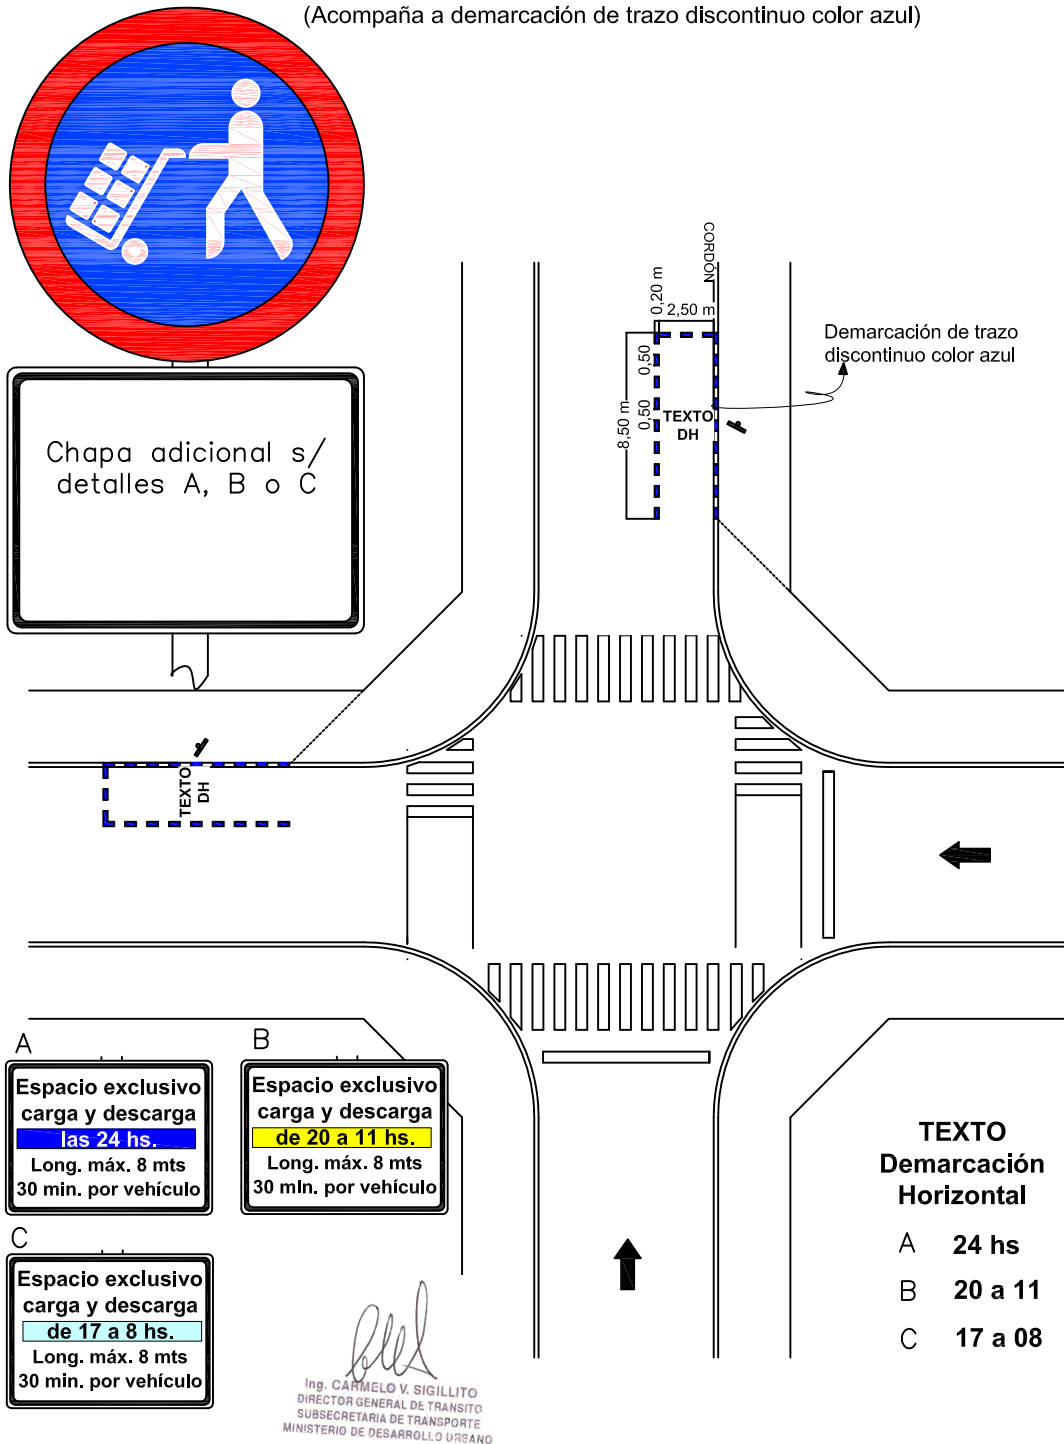 (Acompaña a demarcación de trazo discontinuo color azul)
CORDÓN
0,20 m
2,50 m
Demarcación de trazo
discontinuo color azul
0,50
0,50
8,50 m
TEXTO
DH
Chapa adicional s/
detalles A, B o C
TEXTO
DH
A
Espacio exclusivo
carga y descarga
las 24 hs.
Long. máx. 8 mts
30 min. por vehículo
B
Espacio exclusivo
carga y descarga
de 20 a 11 hs.
Long. máx. 8 mts
30 min. por vehículo
C
Espacio exclusivo
carga y descarga
de 17 a 8 hs.
Long. máx. 8 mts
30 min. por vehículo
TEXTO
Demarcación
Horizontal
A 24 hs
B 20 a 11
C 17 a 08
Ing. CARMELO V. SIGILLITO
DIRECTOR GENERAL DE TRANSITO
SUBSECRETARIA DE TRANSPORTE
MINISTERIO DE DESARROLLO URBANO